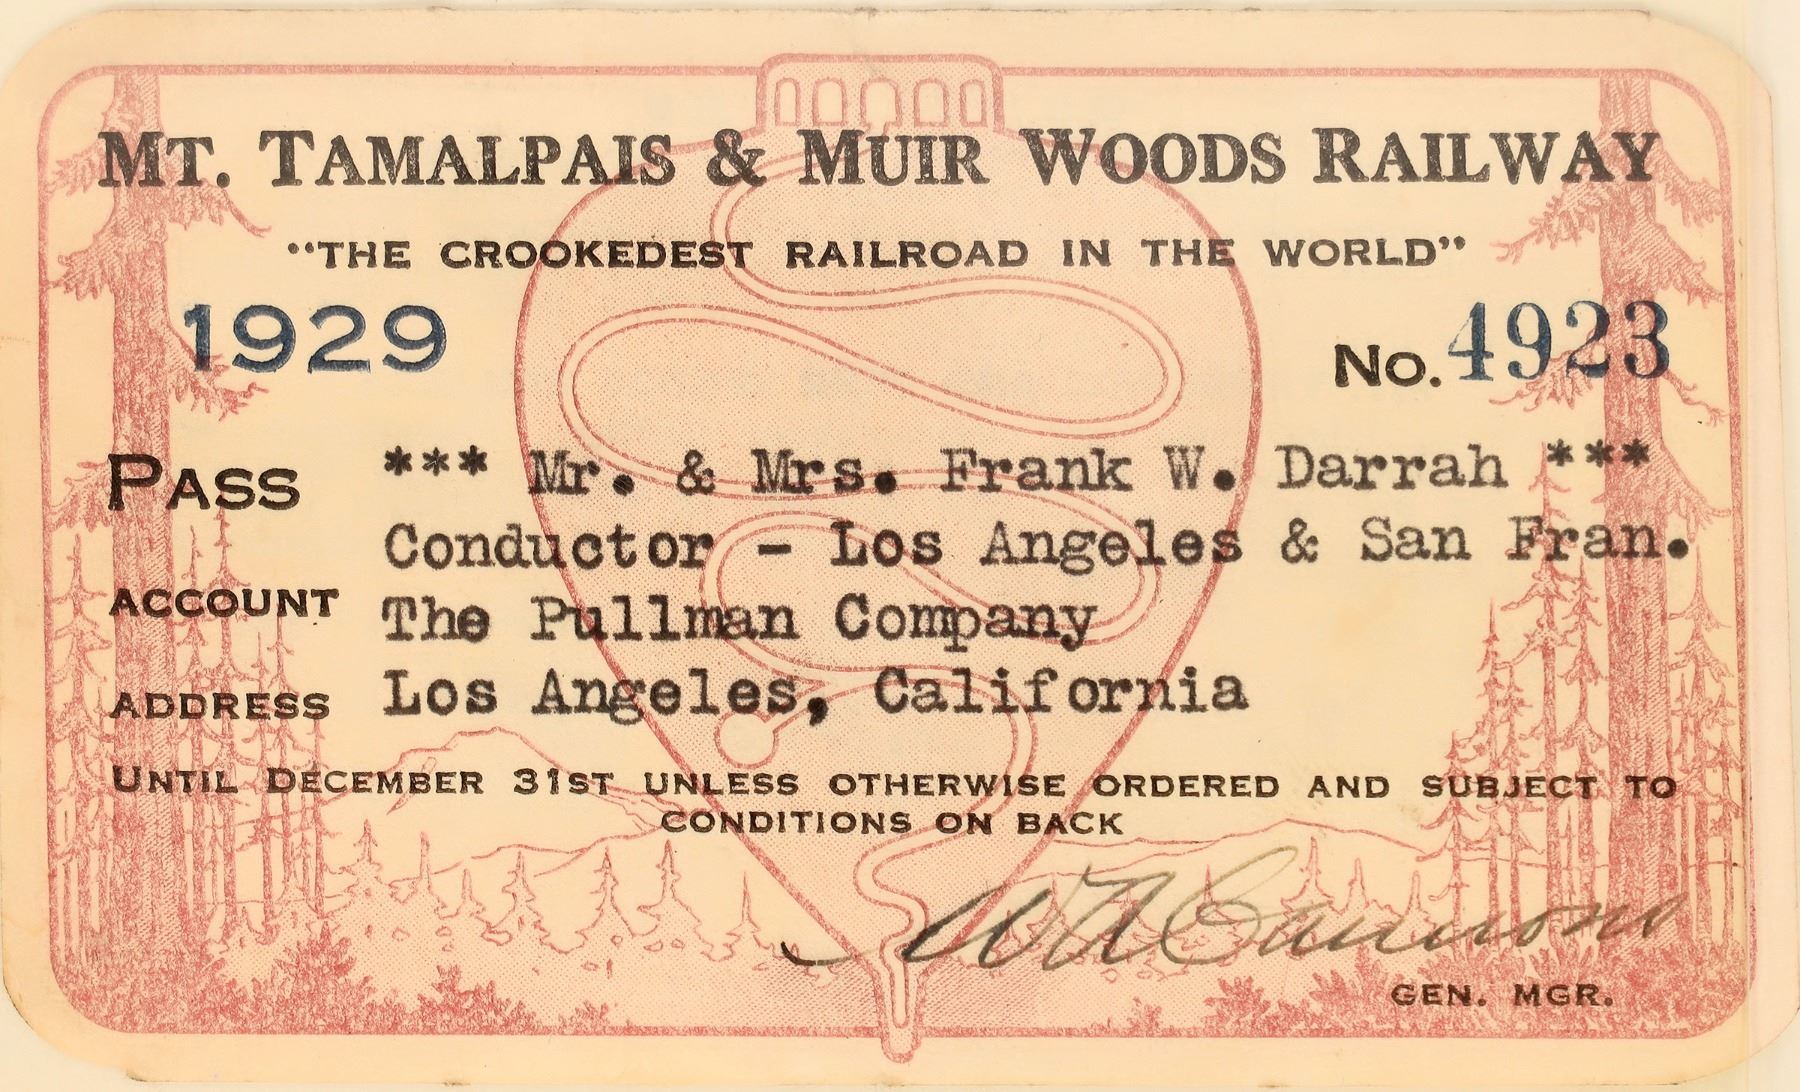 MT. TAMALPAIS & MUIR WOODS RAILWAY
"THE CROOKEDEST RAILROAD IN THE WORLD"
1929 No. 4923
PASS *** Mr. & Mrs. Frank W. Darrah ***
Conductor - Los Angeles & San Fran.
ACCOUNT The Pullman Company
ADDRESS Los Angeles, California
UNTIL DECEMBER 31ST UNLESS OTHERWISE ORDERED AND SUBJECT TO
CONDITIONS ON BACK
GEN. MGR.